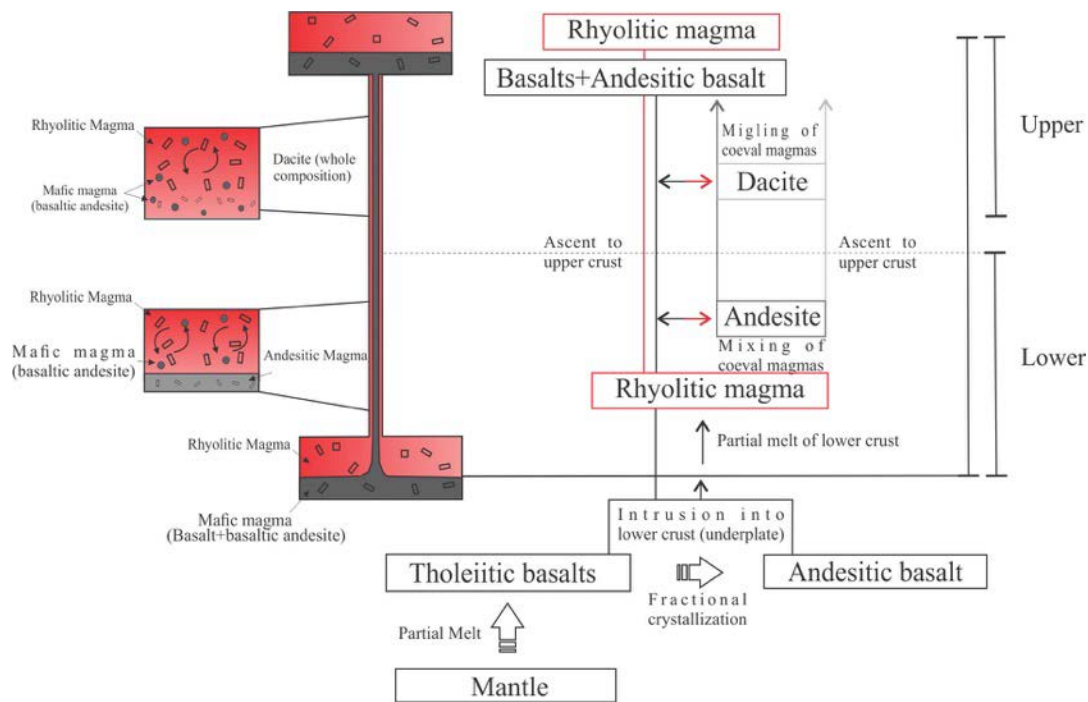 Rhyolitic magma
Basalts+Andesitic basalt
Rhyolitic Magma
Mafic magma
(basaltic andesite)
Dacite (whole
composition)
Migling of
coeval magmas
Dacite
Upper
Ascent to
upper crust
Ascent to
upper crust
Rhyolitic Magma
Mafic magma
(basaltic andesite)
Andesitic Magma
Andesite
Mixing of
coeval magmas
Lower
Rhyolitic magma
Rhyolitic Magma
Partial melt of lower crust
Mafic magma
(Basalt+basaltic andesite)
Intrusion into
lower crust (underplate)
Tholeiitic basalts
Andesitic basalt
Fractional
crystallization
Partial Melt
Mantle